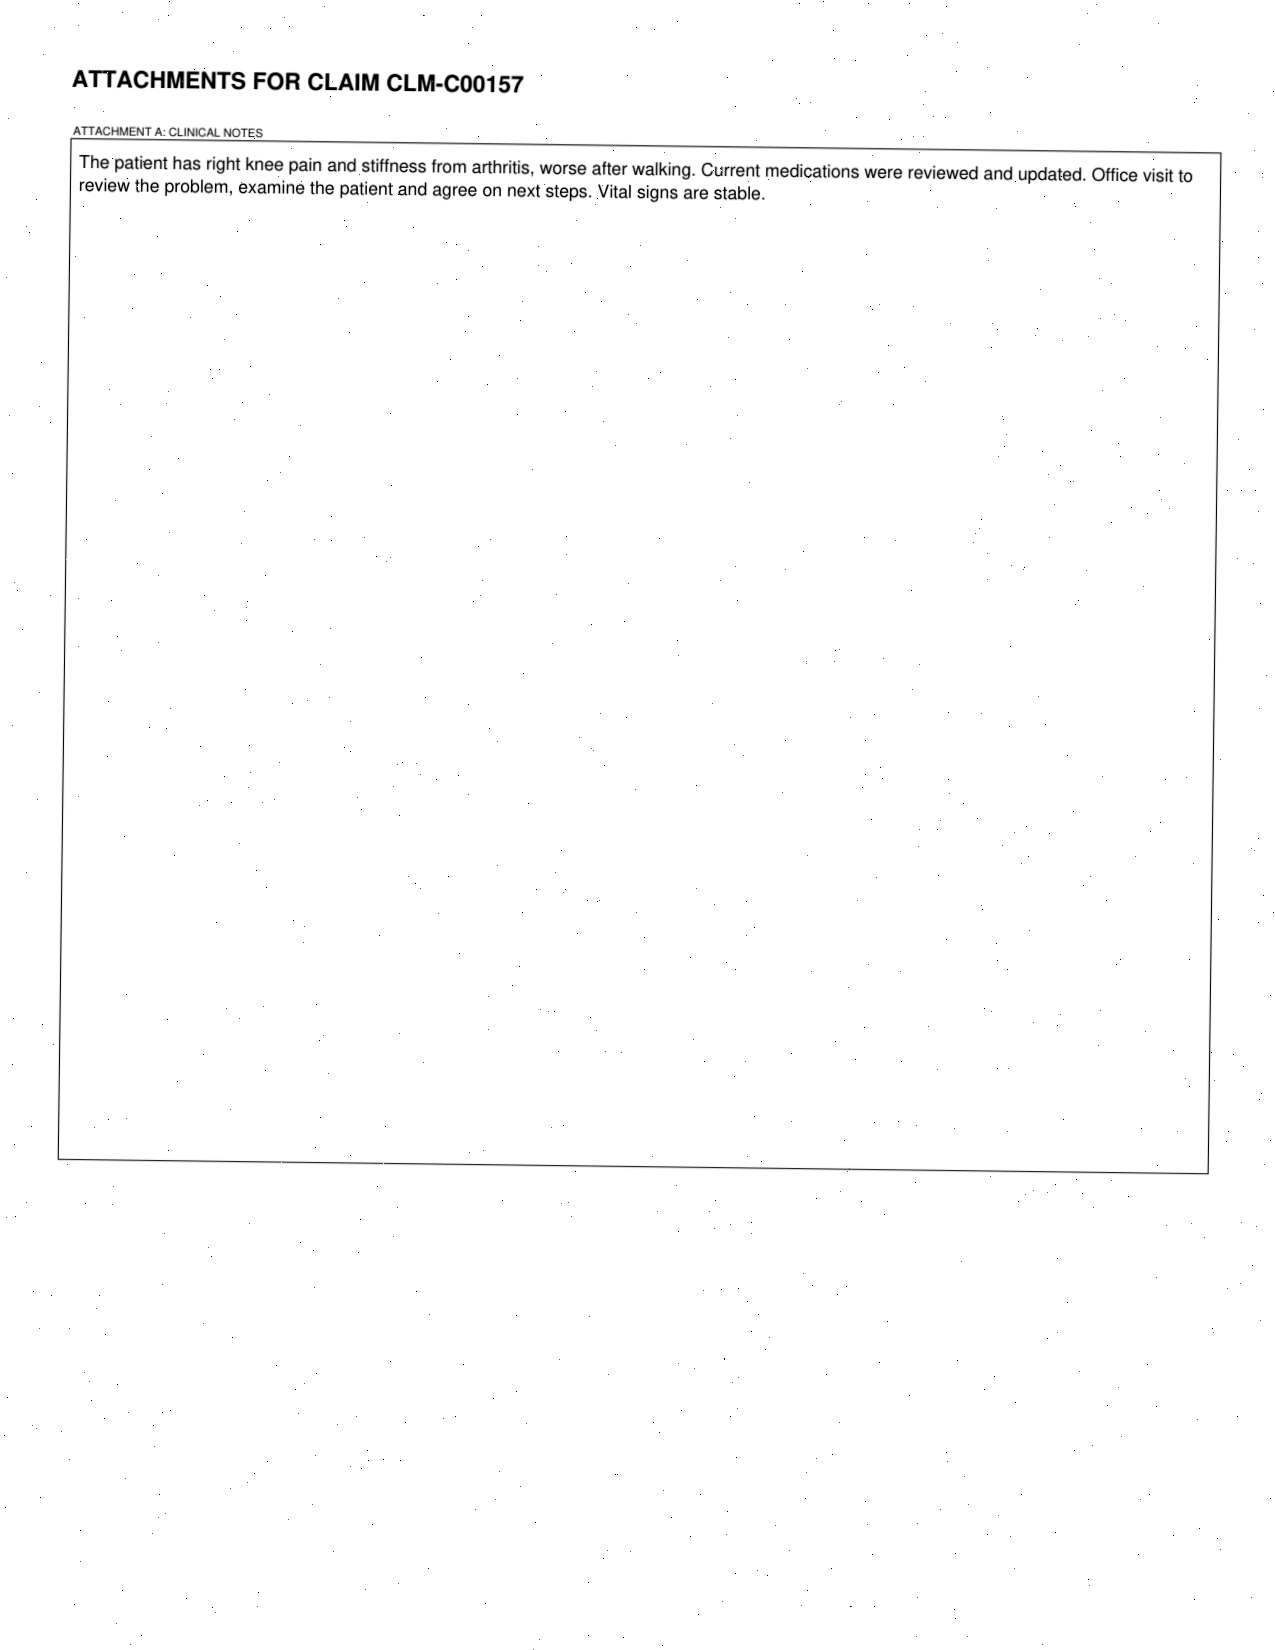 ATTACHMENTS FOR CLAIM CLM-C00157
ATTACHMENT A: CLINICAL NOTES
The patient has right knee pain and stiffness from arthritis, worse after walking. Current medications were reviewed and updated. Office visit to
review the problem, examine the patient and agree on next steps. Vital signs are stable.